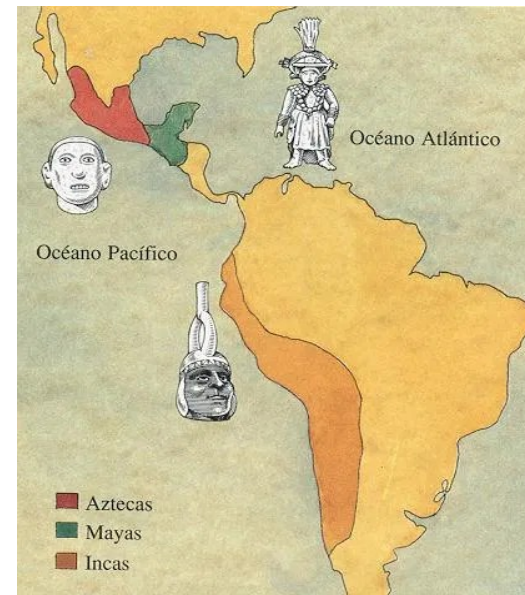 Océano Atlántico
Océano Pacífico
Aztecas
Mayas
Incas